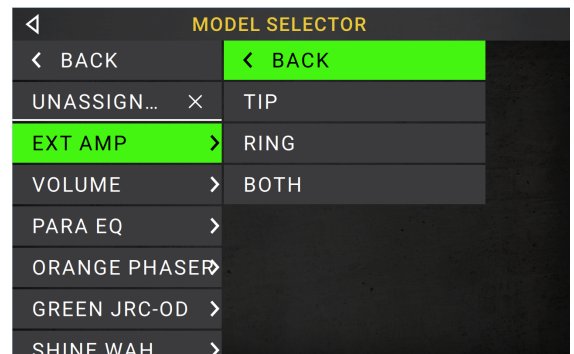 MODEL SELECTOR
BACK
UNASSIGN... ×
EXT AMP
VOLUME
PARA EQ
ORANGE PHASER
GREEN JRC-OD
SHINE WAH
BACK
TIP
RING
BOTH